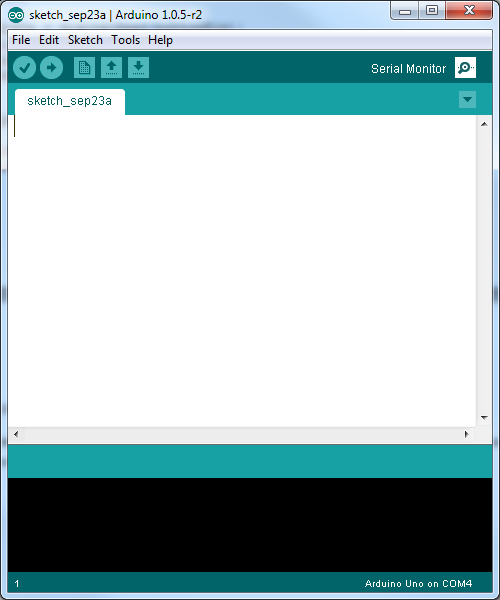 sketch_sep23a | Arduino 1.0.5-r2
File Edit Sketch Tools Help
Serial Monitor
sketch_sep23a
1 Arduino Uno on COM4